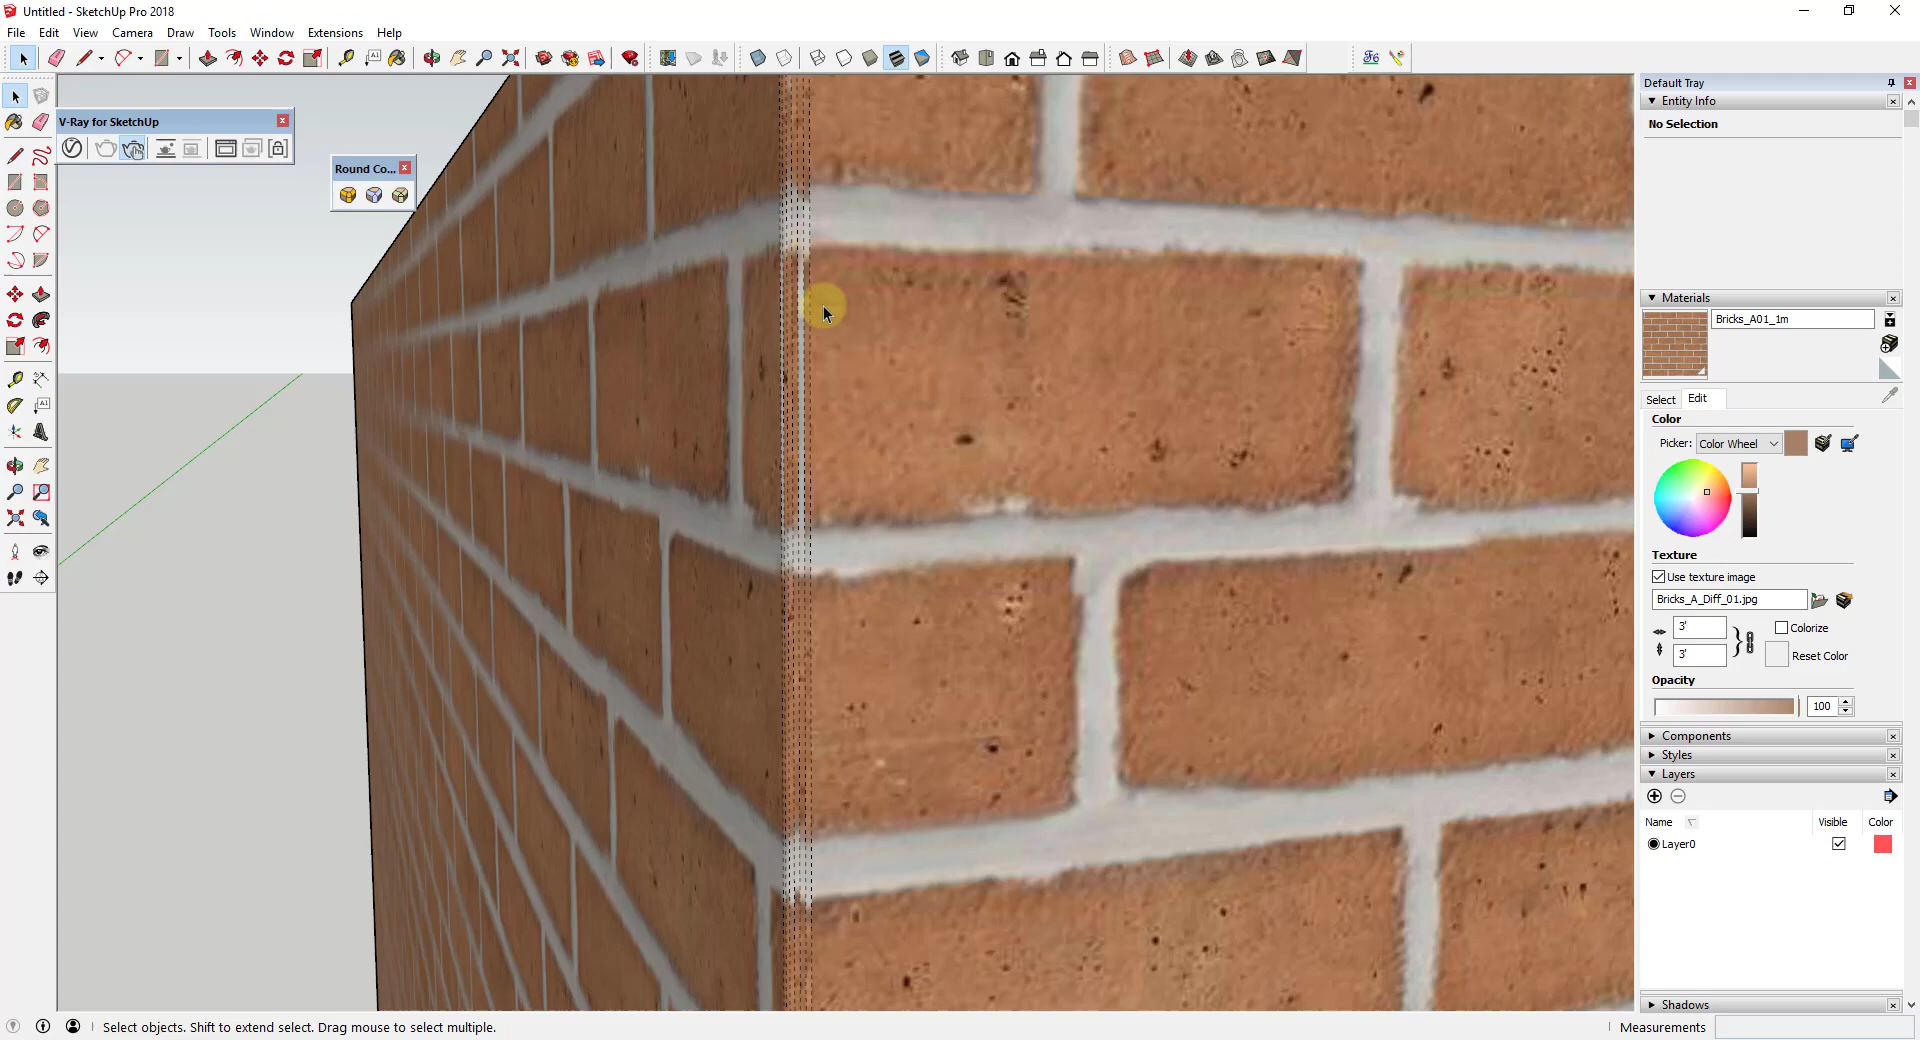 Untitled - SketchUp Pro 2018
File Edit View Camera Draw Tools Window Extensions Help
Default Tray
Entity Info
No Selection
V-Ray for SketchUp
Round Co...
Materials
Bricks_A01_1m
Select Edit
Color
Picker: Color Wheel
Texture
Use texture image
Bricks_A_Diff_01.jpg
3' Colorize
3' Reset Color
Opacity
100
Components
Styles
Layers
Name Visible Color
Layer0
Shadows
Select objects. Shift to extend select. Drag mouse to select multiple. Measurements